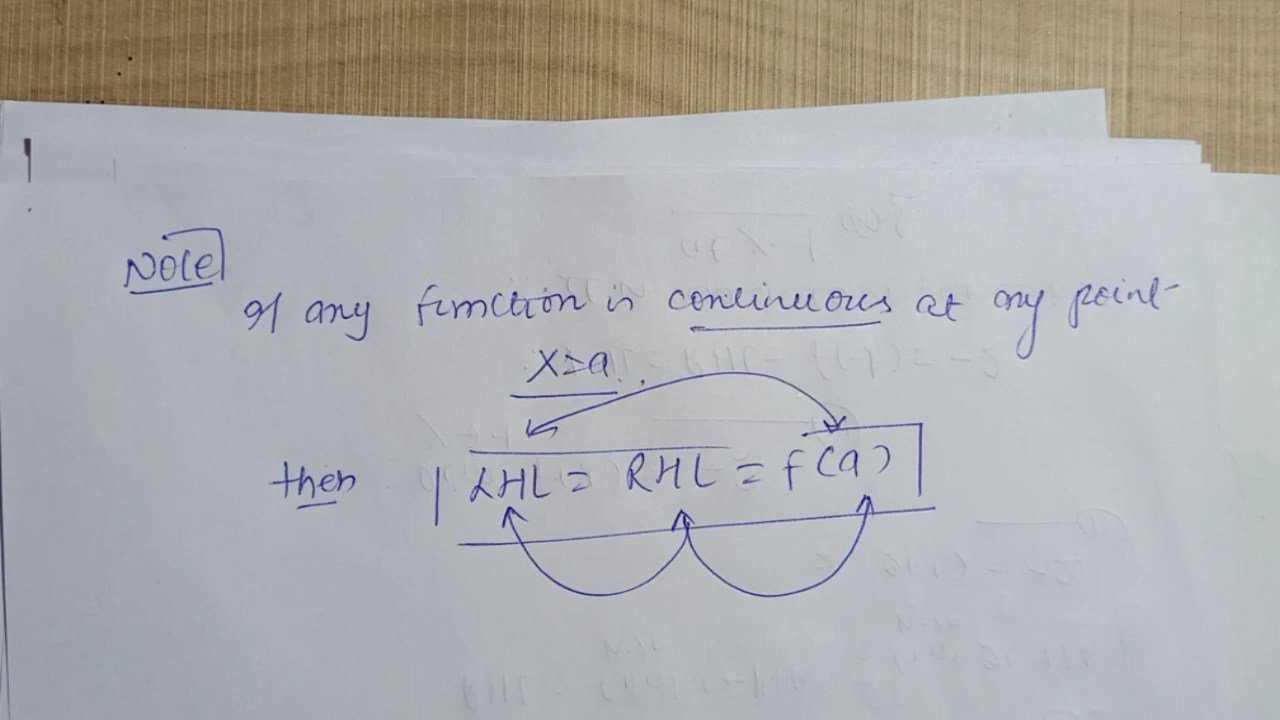 Note
If any function is continuous at any point
x=a.
then LHL = RHL = f(a)